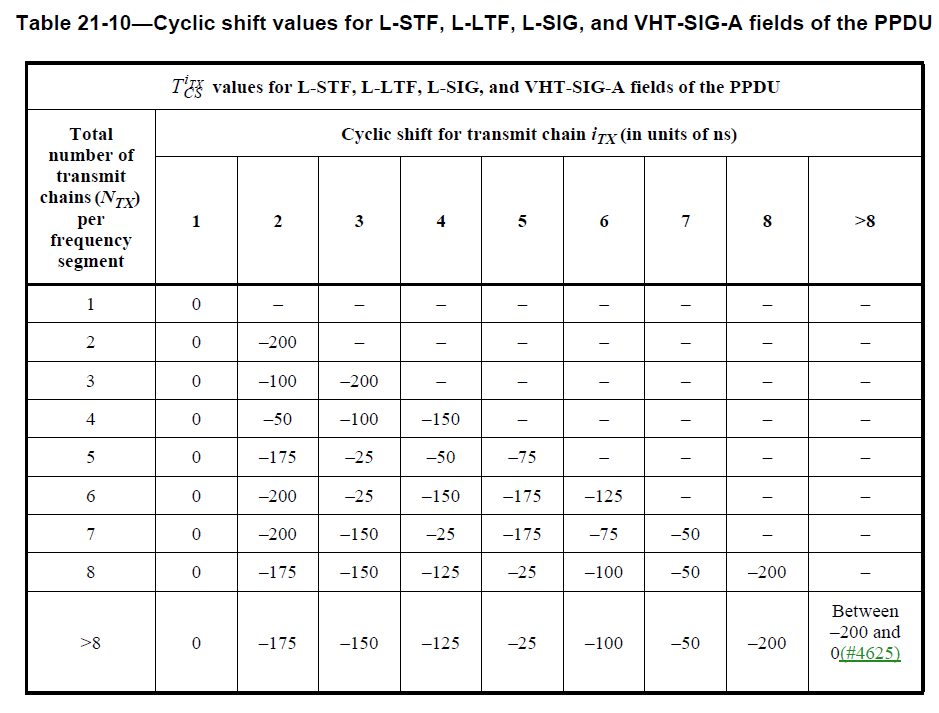 Table 21-10—Cyclic shift values for L-STF, L-LTF, L-SIG, and VHT-SIG-A fields of the PPDU
T_CS^iTX values for L-STF, L-LTF, L-SIG, and VHT-SIG-A fields of the PPDU
Total
number of
transmit
chains (N_TX)
per
frequency
segment
Cyclic shift for transmit chain i_TX (in units of ns)
1 2 3 4 5 6 7 8 >8
1 0 – – – – – – – –
2 0 –200 – – – – – – –
3 0 –100 –200 – – – – – –
4 0 –50 –100 –150 – – – – –
5 0 –175 –25 –50 –75 – – – –
6 0 –200 –25 –150 –175 –125 – – –
7 0 –200 –150 –25 –175 –75 –50 – –
8 0 –175 –150 –125 –25 –100 –50 –200 –
>8 0 –175 –150 –125 –25 –100 –50 –200 Between
–200 and
0(#4625)